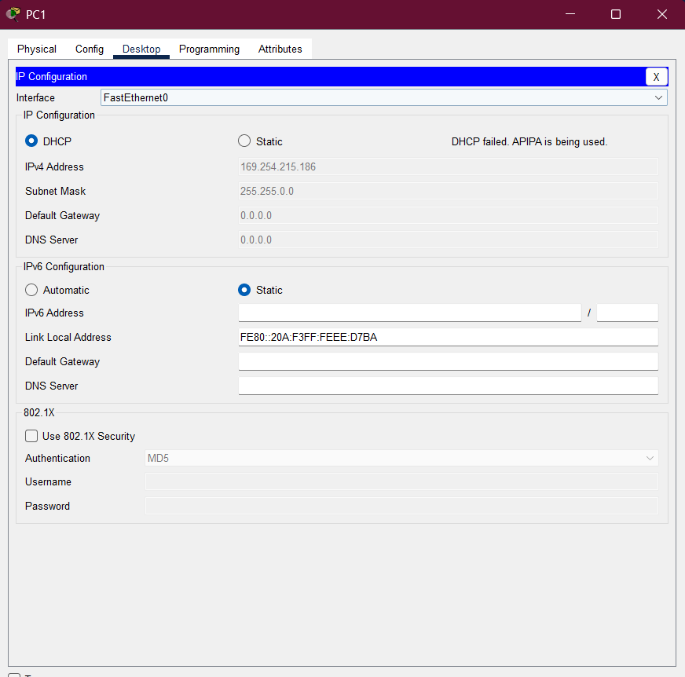 PC1
Physical Config Desktop Programming Attributes
IP Configuration X
Interface FastEthernet0
IP Configuration
DHCP Static DHCP failed. APIPA is being used.
IPv4 Address 169.254.215.186
Subnet Mask 255.255.0.0
Default Gateway 0.0.0.0
DNS Server 0.0.0.0
IPv6 Configuration
Automatic Static
IPv6 Address /
Link Local Address FE80::20A:F3FF:FEEE:D7BA
Default Gateway
DNS Server
802.1X
Use 802.1X Security
Authentication MD5
Username
Password